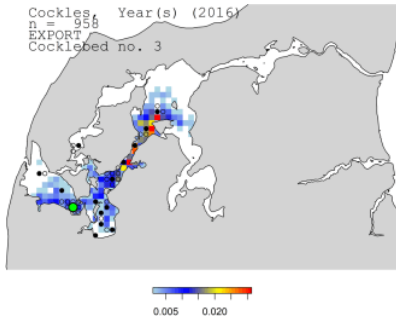 Cockles, Year(s) (2016)
n = 958
EXPORT
Cocklebed no. 3
0.005 0.020